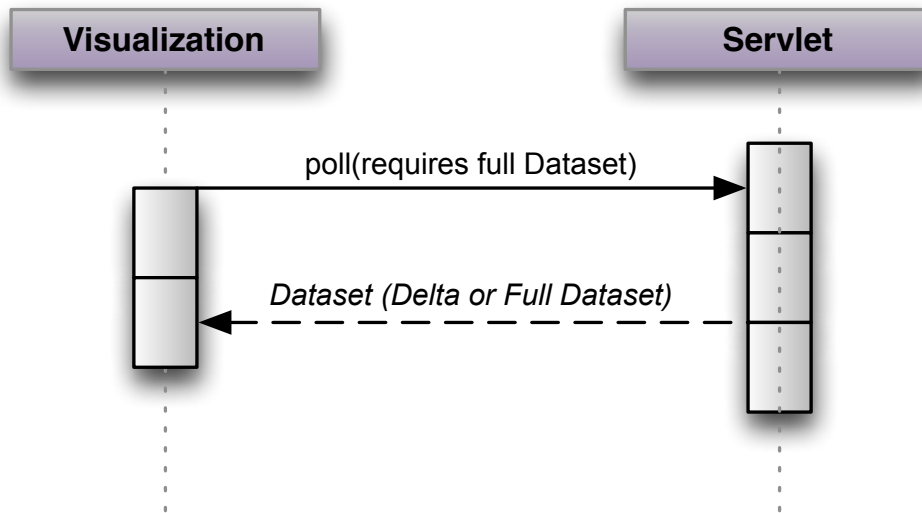 Visualization
Servlet
poll(requires full Dataset)
Dataset (Delta or Full Dataset)